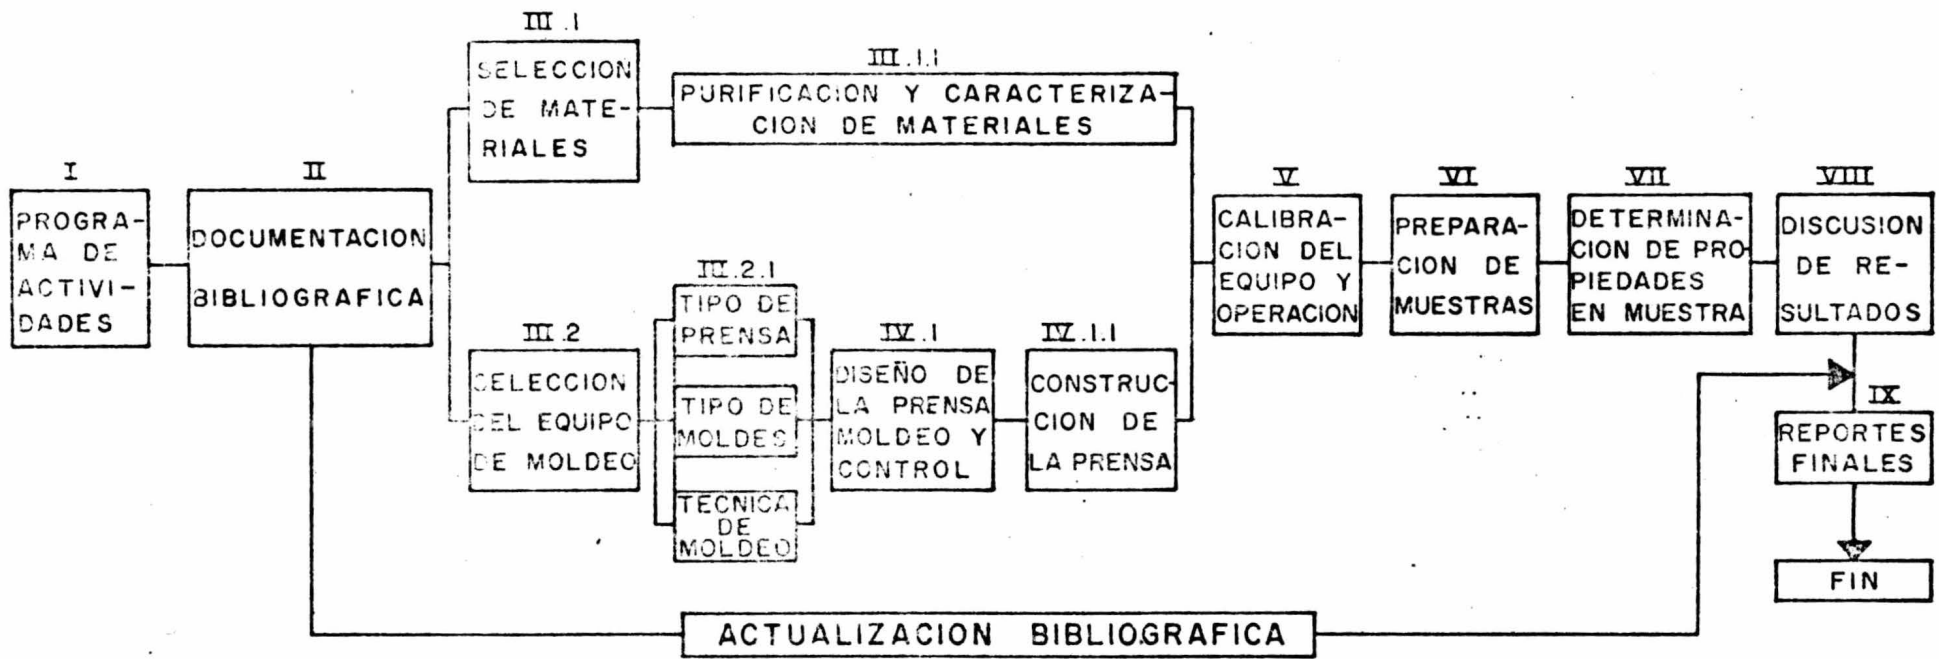 I
PROGRA-
MA DE
ACTIVI-
DADES
II
DOCUMENTACION
BIBLIOGRAFICA
III.1
SELECCION
DE MATE-
RIALES
III.1.1
PURIFICACION Y CARACTERIZA-
CION DE MATERIALES
III.2
SELECCION
DEL EQUIPO
DE MOLDEO
III.2.1
TIPO DE
PRENSA
TIPO DE
MOLDES
TECNICA
DE
MOLDEO
IV.1
DISEÑO DE
LA PRENSA
MOLDEO Y
CONTROL
IV.1.1
CONSTRUC-
CION DE
LA PRENSA
V
CALIBRA-
CION DEL
EQUIPO Y
OPERACION
VI
PREPARA-
CION DE
MUESTRAS
VII
DETERMINA-
CION DE PRO-
PIEDADES
EN MUESTRA
VIII
DISCUSION
DE RE-
SULTADOS
IX
REPORTES
FINALES
FIN
ACTUALIZACION BIBLIOGRAFICA